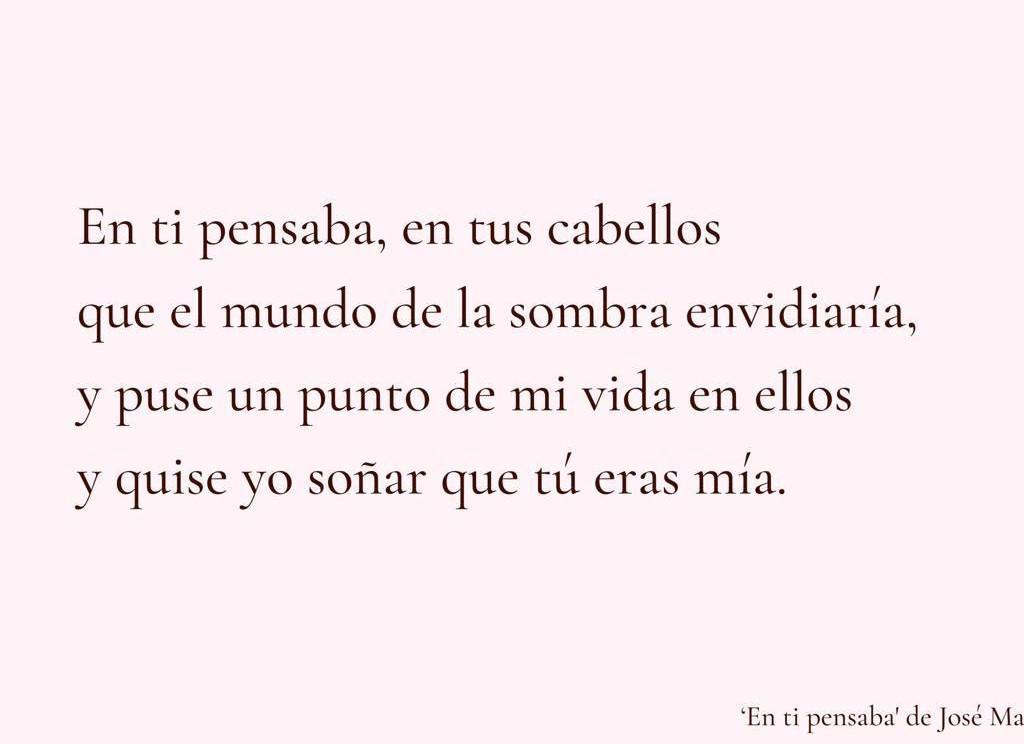 En ti pensaba, en tus cabellos
que el mundo de la sombra envidiaría,
y puse un punto de mi vida en ellos
y quise yo soñar que tú eras mía.
‘En ti pensaba' de José Ma